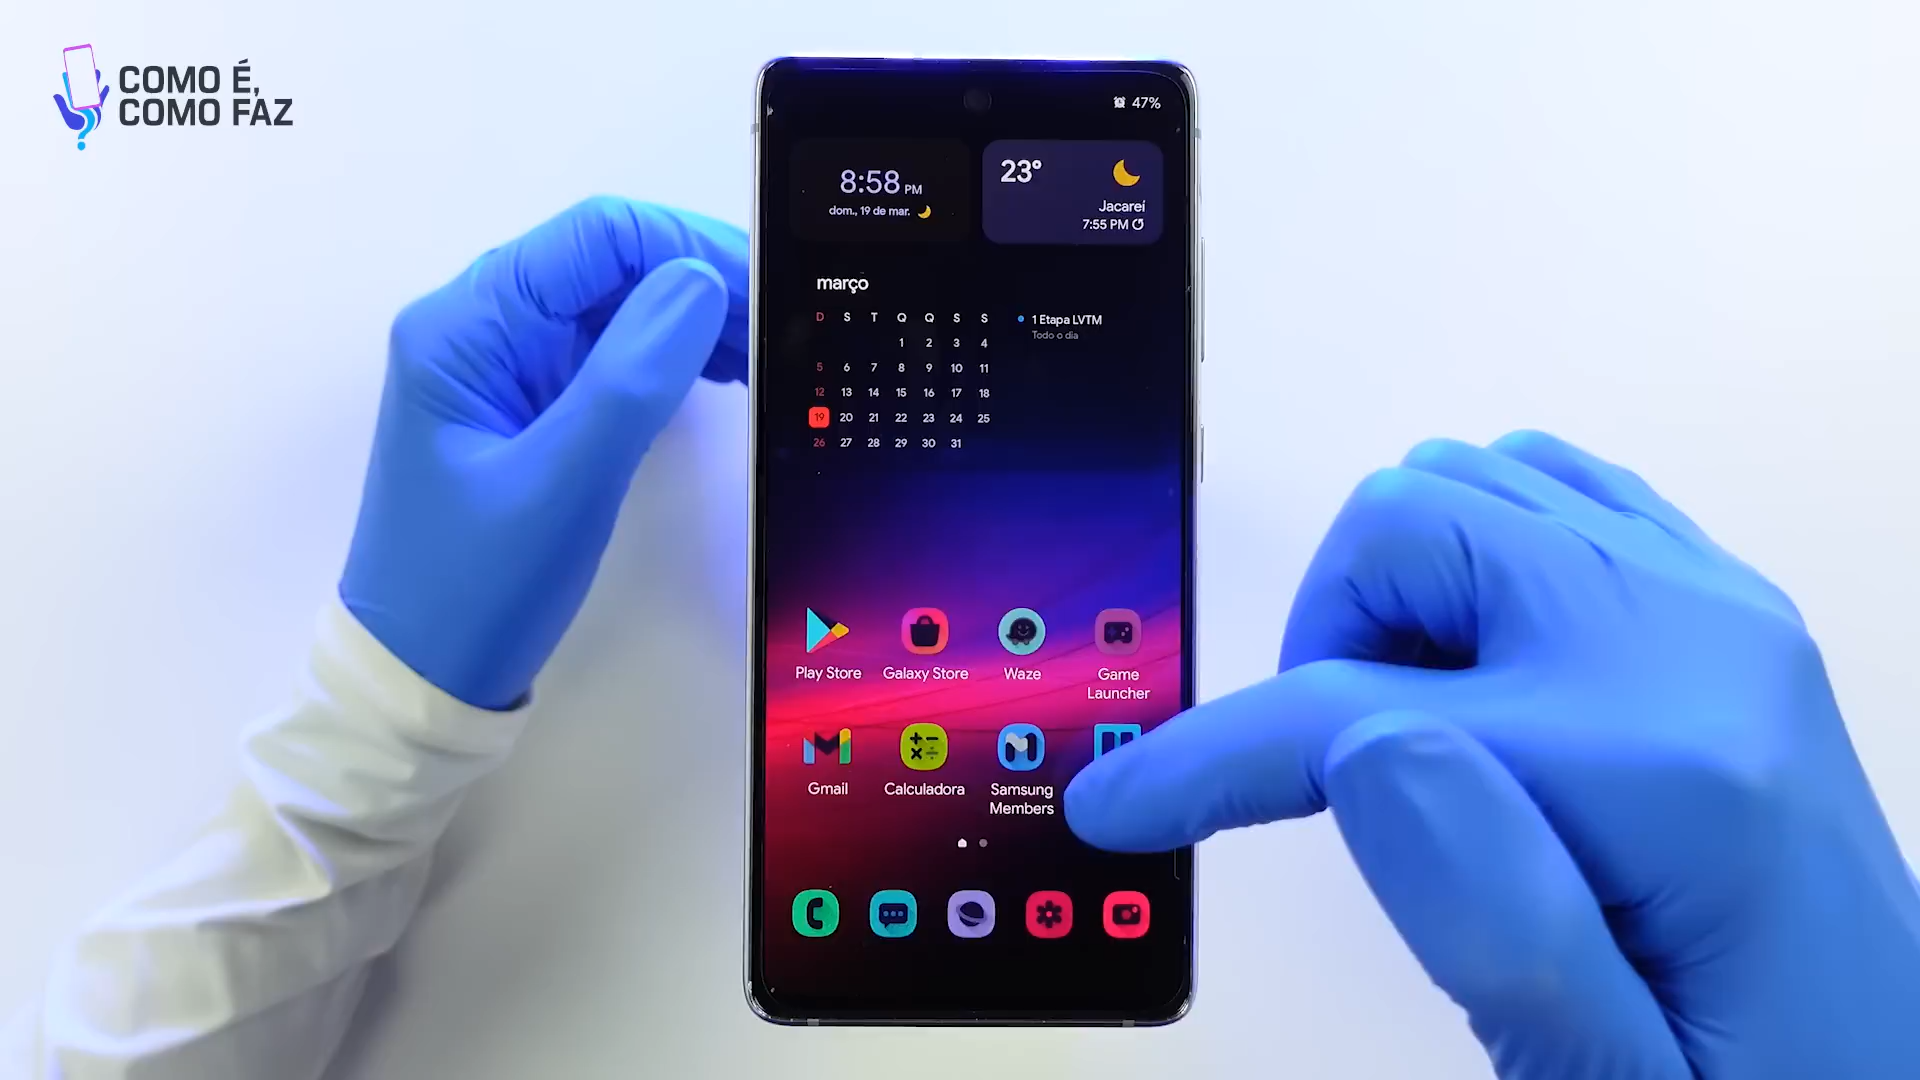 COMO É,
COMO FAZ
47%
8:58 PM
dom., 19 de mar.
23°
Jacareí
7:55 PM
março
D S T Q Q S S
1 2 3 4
5 6 7 8 9 10 11
12 13 14 15 16 17 18
19 20 21 22 23 24 25
26 27 28 29 30 31
1 Etapa LVTM
Todo o dia
Play Store
Galaxy Store
Waze
Game
Launcher
Gmail
Calculadora
Samsung
Members